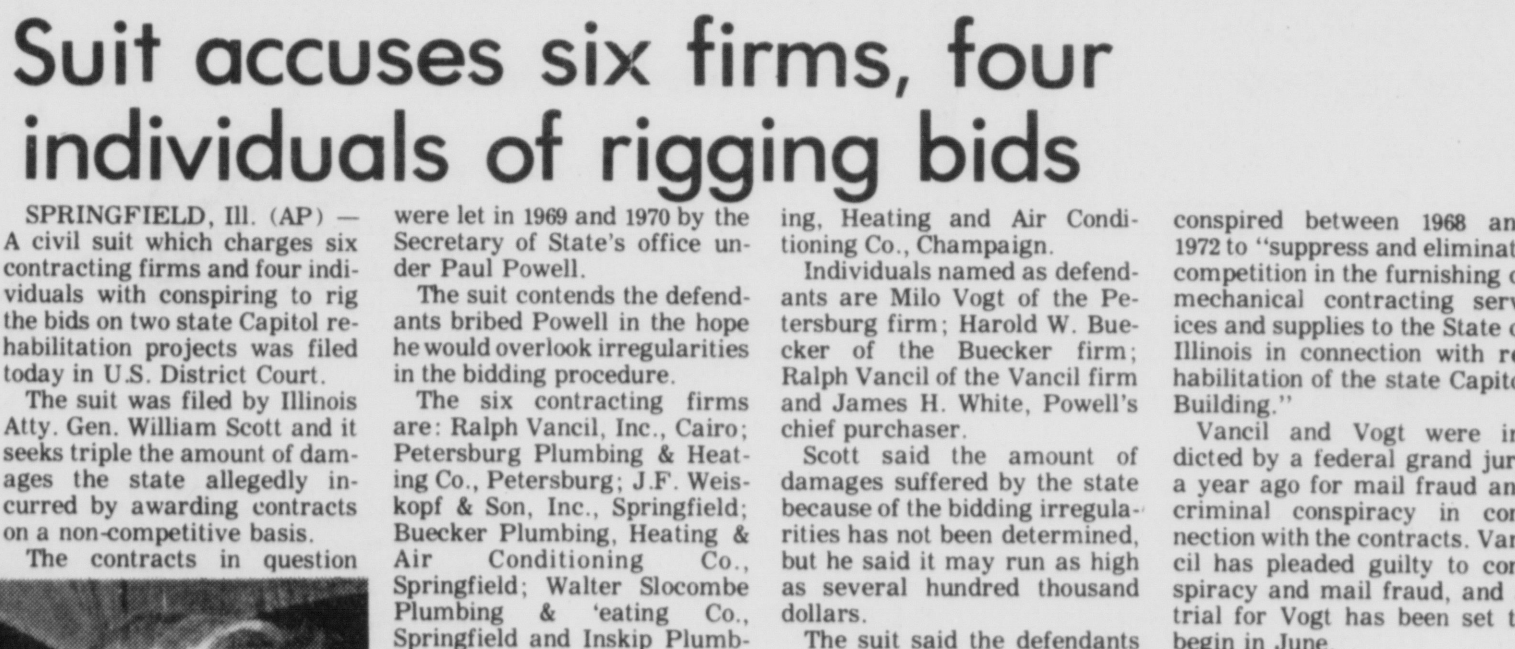 Suit accuses six firms, four
individuals of rigging bids
SPRINGFIELD, Ill. (AP) —
A civil suit which charges six
contracting firms and four indi-
viduals with conspiring to rig
the bids on two state Capitol re-
habilitation projects was filed
today in U.S. District Court.
The suit was filed by Illinois
Atty. Gen. William Scott and it
seeks triple the amount of dam-
ages the state allegedly in-
curred by awarding contracts
on a non-competitive basis.
The contracts in question
were let in 1969 and 1970 by the
Secretary of State's office un-
der Paul Powell.
The suit contends the defend-
ants bribed Powell in the hope
he would overlook irregularities
in the bidding procedure.
The six contracting firms
are: Ralph Vancil, Inc., Cairo;
Petersburg Plumbing & Heat-
ing Co., Petersburg; J.F. Weis-
kopf & Son, Inc., Springfield;
Buecker Plumbing, Heating &
Air Conditioning Co.,
Springfield; Walter Slocombe
Plumbing & 'eating Co.,
Springfield and Inskip Plumb-
ing, Heating and Air Condi-
tioning Co., Champaign.
Individuals named as defend-
ants are Milo Vogt of the Pe-
tersburg firm; Harold W. Bue-
cker of the Buecker firm;
Ralph Vancil of the Vancil firm
and James H. White, Powell's
chief purchaser.
Scott said the amount of
damages suffered by the state
because of the bidding irregula-
rities has not been determined,
but he said it may run as high
as several hundred thousand
dollars.
The suit said the defendants
conspired between 1968 an
1972 to "suppress and eliminat
competition in the furnishing
mechanical contracting serv
ices and supplies to the State
Illinois in connection with re
habilitation of the state Capito
Building."
Vancil and Vogt were in
dicted by a federal grand jur
a year ago for mail fraud an
criminal conspiracy in con
nection with the contracts. Van
cil has pleaded guilty to con
spiracy and mail fraud, and
trial for Vogt has been set t
begin in June.